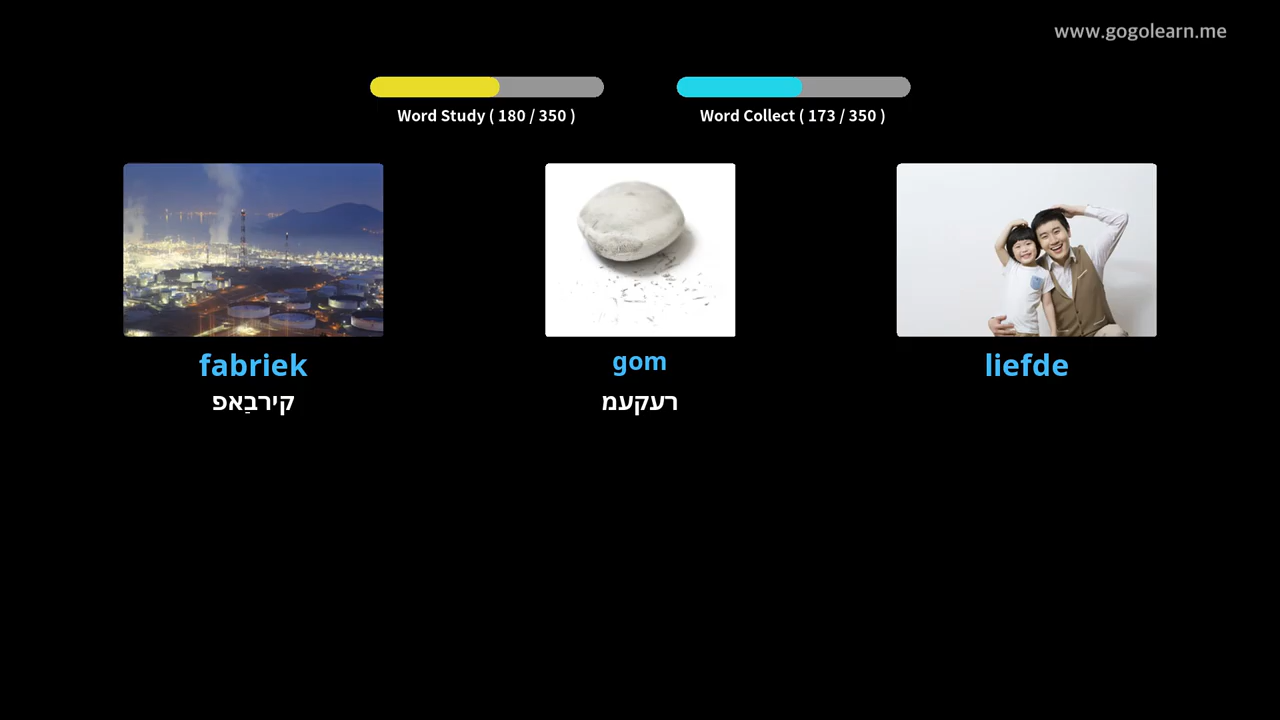 www.gogolearn.me
Word Study ( 180 / 350 )
Word Collect ( 173 / 350 )
fabriek
קירבַאפ
gom
רעקעמ
liefde